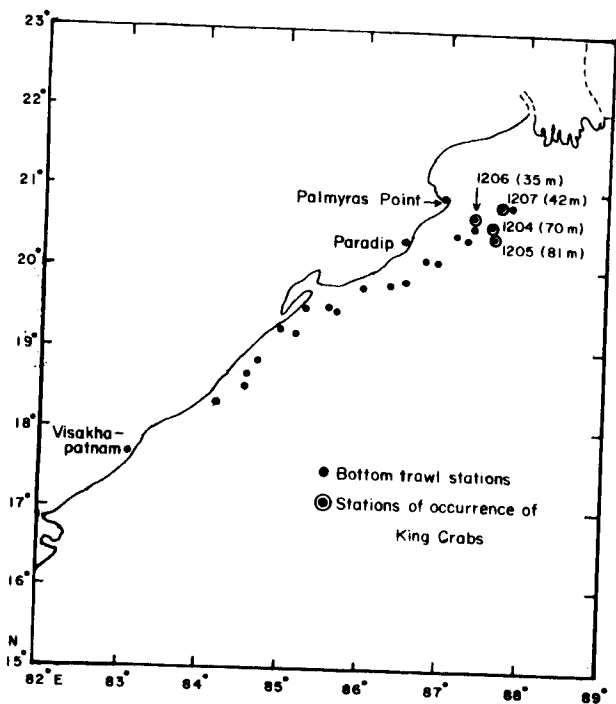 23°
22°
21°
20°
19°
18°
17°
16°
N
15°
1206 (35 m)
1207 (42m)
Palmyras Point
1204 (70 m)
Paradip
1205 (81 m)
Visakha-
patnam
Bottom trawl stations
Stations of occurrence of
King Crabs
82° E 83° 84° 85° 86° 87° 88° 89°